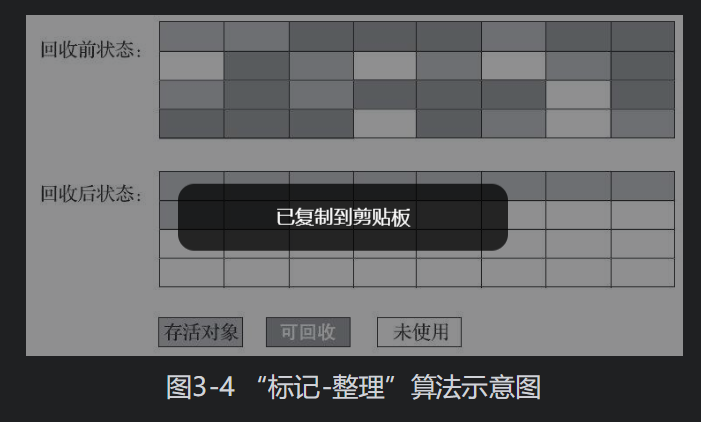 回收前状态：
回收后状态：
已复制到剪贴板
存活对象 可回收 未使用
图3-4 “标记-整理”算法示意图